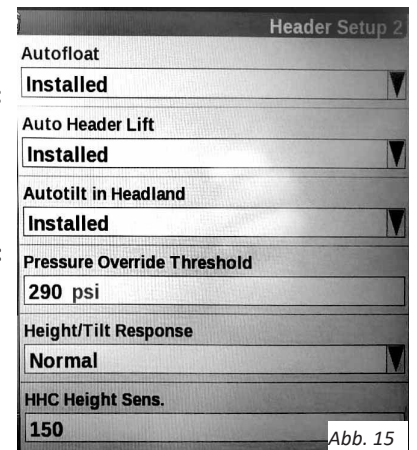 Header Setup 2
Autofloat
Installed
Auto Header Lift
Installed
Autotilt in Headland
Installed
Pressure Override Threshold
290 psi
Height/Tilt Response
Normal
HHC Height Sens.
150
Abb. 15